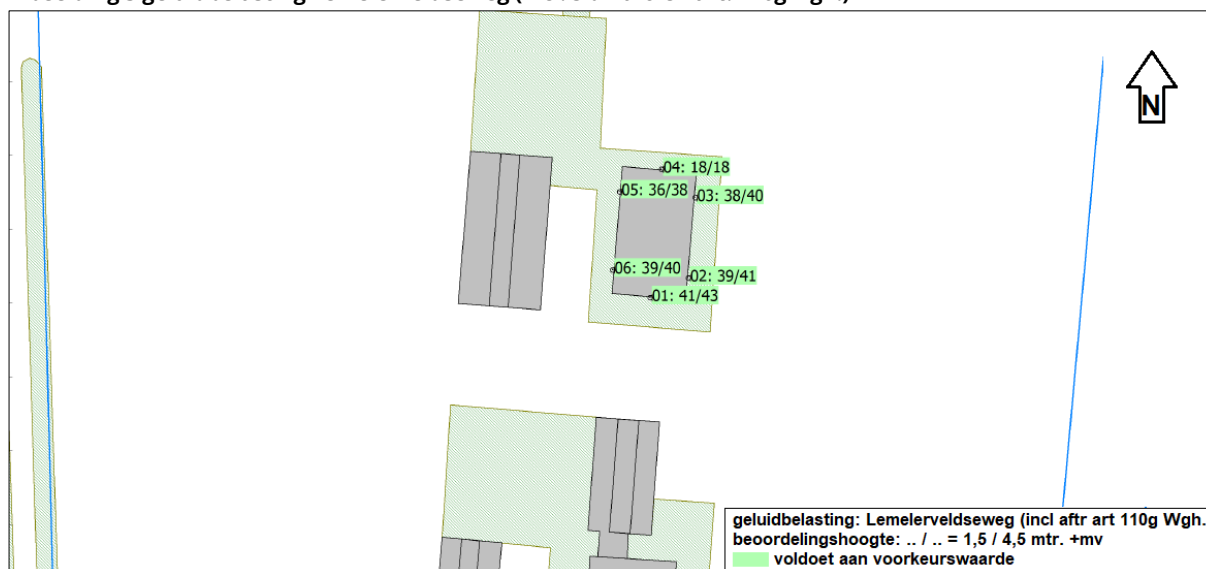 N
04: 18/18
05: 36/38
03: 38/40
06: 39/40
02: 39/41
01: 41/43
geluidbelasting: Lemelerveldseweg (incl aftr art 110g Wgh.
beoordelingshoogte: .. / .. = 1,5 / 4,5 mtr. +mv
voldoet aan voorkeurswaarde